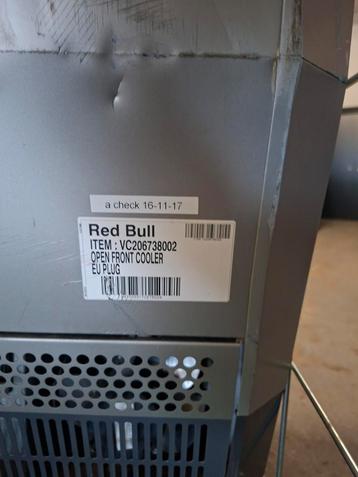 a check 16-11-17
Red Bull
ITEM : VC206738002
OPEN FRONT COOLER
EU PLUG